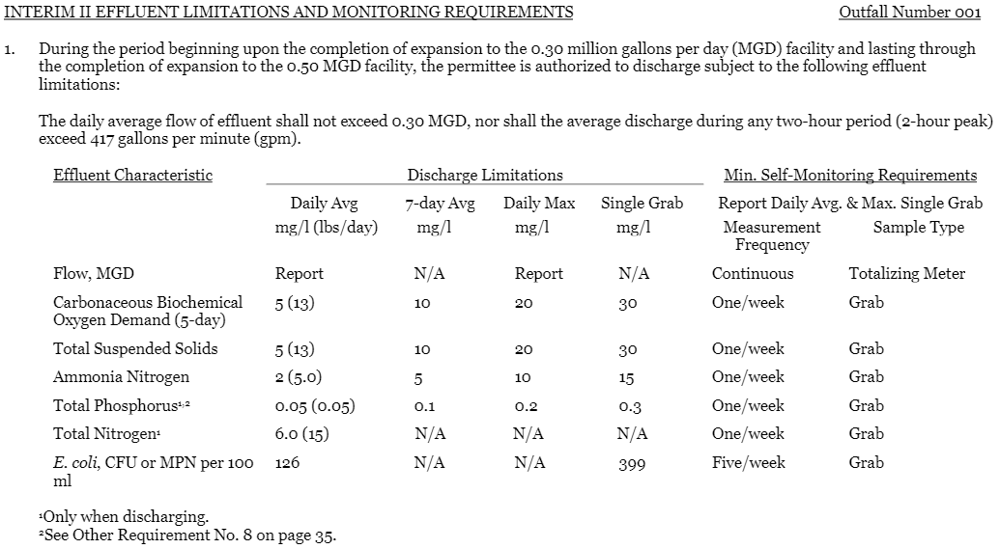 INTERIM II EFFLUENT LIMITATIONS AND MONITORING REQUIREMENTS Outfall Number 001
1. During the period beginning upon the completion of expansion to the 0.30 million gallons per day (MGD) facility and lasting through
the completion of expansion to the 0.50 MGD facility, the permittee is authorized to discharge subject to the following effluent
limitations:
The daily average flow of effluent shall not exceed 0.30 MGD, nor shall the average discharge during any two-hour period (2-hour peak)
exceed 417 gallons per minute (gpm).
Effluent Characteristic Discharge Limitations Min. Self-Monitoring Requirements
Daily Avg 7-day Avg Daily Max Single Grab Report Daily Avg. & Max. Single Grab
mg/l (lbs/day) mg/l mg/l mg/l Measurement Sample Type
Frequency
Flow, MGD Report N/A Report N/A Continuous Totalizing Meter
Carbonaceous Biochemical 5 (13) 10 20 30 One/week Grab
Oxygen Demand (5-day)
Total Suspended Solids 5 (13) 10 20 30 One/week Grab
Ammonia Nitrogen 2 (5.0) 5 10 15 One/week Grab
Total Phosphorus¹,² 0.05 (0.05) 0.1 0.2 0.3 One/week Grab
Total Nitrogen¹ 6.0 (15) N/A N/A N/A One/week Grab
E. coli, CFU or MPN per 100 126 N/A N/A 399 Five/week Grab
ml
¹Only when discharging.
²See Other Requirement No. 8 on page 35.